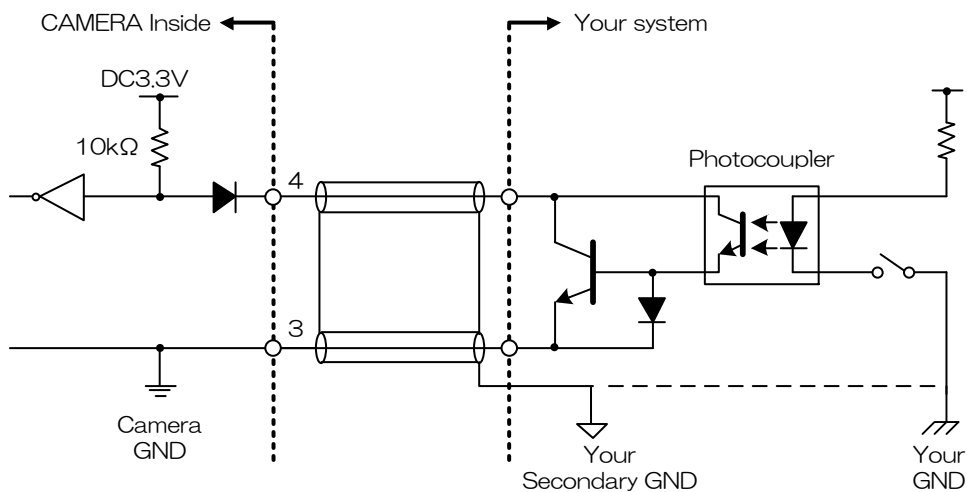 CAMERA Inside
Your system
DC3.3V
10kΩ
Photocoupler
4
3
Camera
GND
Your
Secondary GND
Your
GND